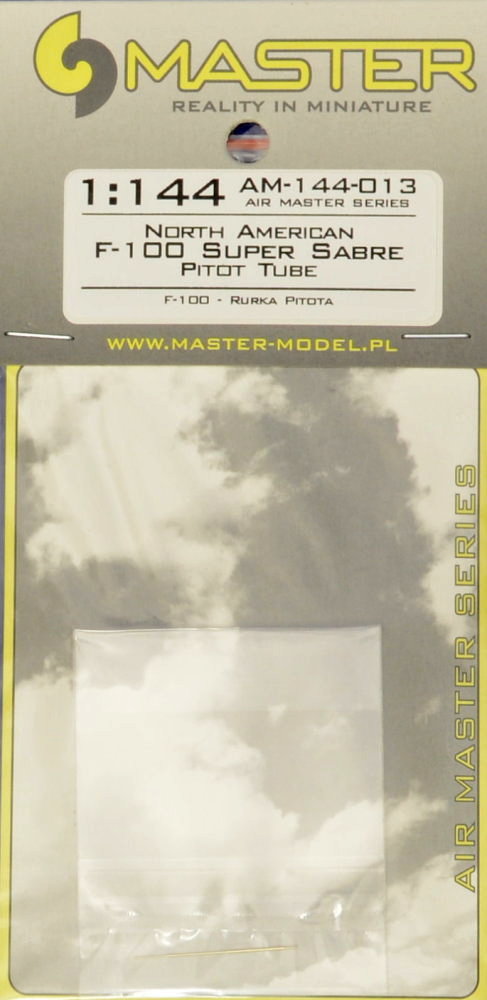 MASTER
REALITY IN MINIATURE
1:144 AM-144-013
AIR MASTER SERIES
NORTH AMERICAN
F-100 SUPER SABRE
PITOT TUBE
F-100 - RURKA PITOTA
WWW.MASTER-MODEL.PL
AIR MASTER SERIES